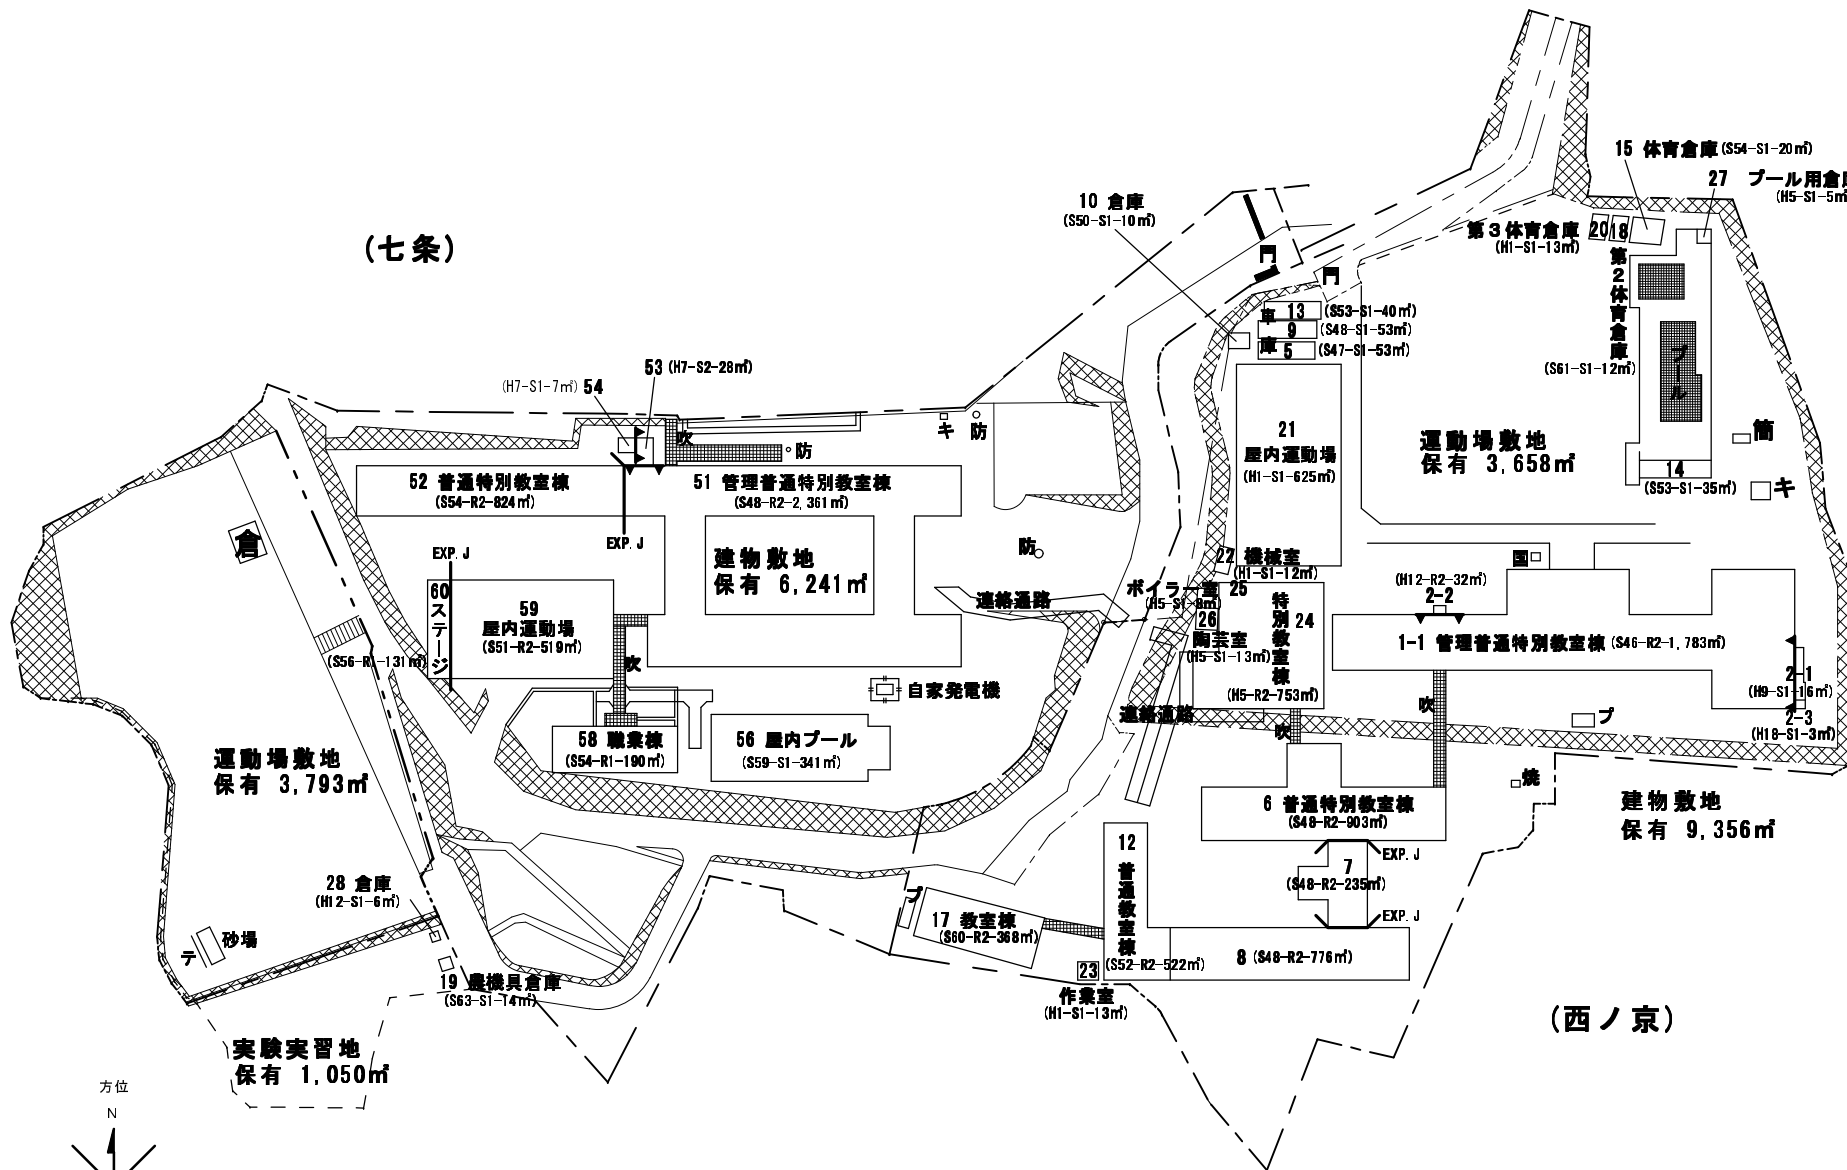 15 体育倉庫(S54-S1-20㎡)
27 プール用倉庫
(H5-S1-5㎡
10 倉庫
(S50-S1-10㎡)
第3体育倉庫
(H1-S1-13㎡)
20
18
第2体育倉庫
(S61-S1-12㎡)
(七条)
門
門
車庫
13 (S53-S1-40㎡)
9 (S48-S1-53㎡)
5 (S47-S1-53㎡)
プール
53 (H7-S2-28㎡)
(H7-S1-7㎡) 54
吹
キ
防
防
21
屋内運動場
(H1-S1-625㎡)
運動場敷地
保有 3,658㎡
簡
14
(S53-S1-35㎡)
キ
52 普通特別教室棟
(S54-R2-824㎡)
51 管理普通特別教室棟
(S48-R2-2,361㎡)
倉
EXP.J
EXP.J
建物敷地
保有 6,241㎡
防
22 機械室
(H1-S1-12㎡)
国
(H12-R2-32㎡)
2-2
60
ステージ
59
屋内運動場
(S51-R2-519㎡)
連絡通路
ボイラー室 25
(H5-S1-8㎡)
26
陶芸室
(H5-S1-13㎡)
特別教室棟
24
(H5-R2-753㎡)
1-1 管理普通特別教室棟 (S46-R2-1,783㎡)
(S56-R1-131㎡)
吹
2-1
(H9-S1-16㎡)
2-3
(H18-S1-3㎡)
自家発電機
連絡通路
吹
吹
プ
58 職業棟
(S54-R1-190㎡)
56 屋内プール
(S59-S1-341㎡)
運動場敷地
保有 3,793㎡
焼
6 普通特別教室棟
(S48-R2-903㎡)
建物敷地
保有 9,356㎡
12
普通教室棟
(S52-R2-522㎡)
EXP.J
7
(S48-R2-235㎡)
EXP.J
28 倉庫
(H12-S1-6㎡)
プ
17 教室棟
(S60-R2-368㎡)
8 (S48-R2-776㎡)
砂場
テ
19 農機具倉庫
(S63-S1-14㎡)
23
作業室
(H1-S1-13㎡)
(西ノ京)
実験実習地
保有 1,050㎡
方位
N